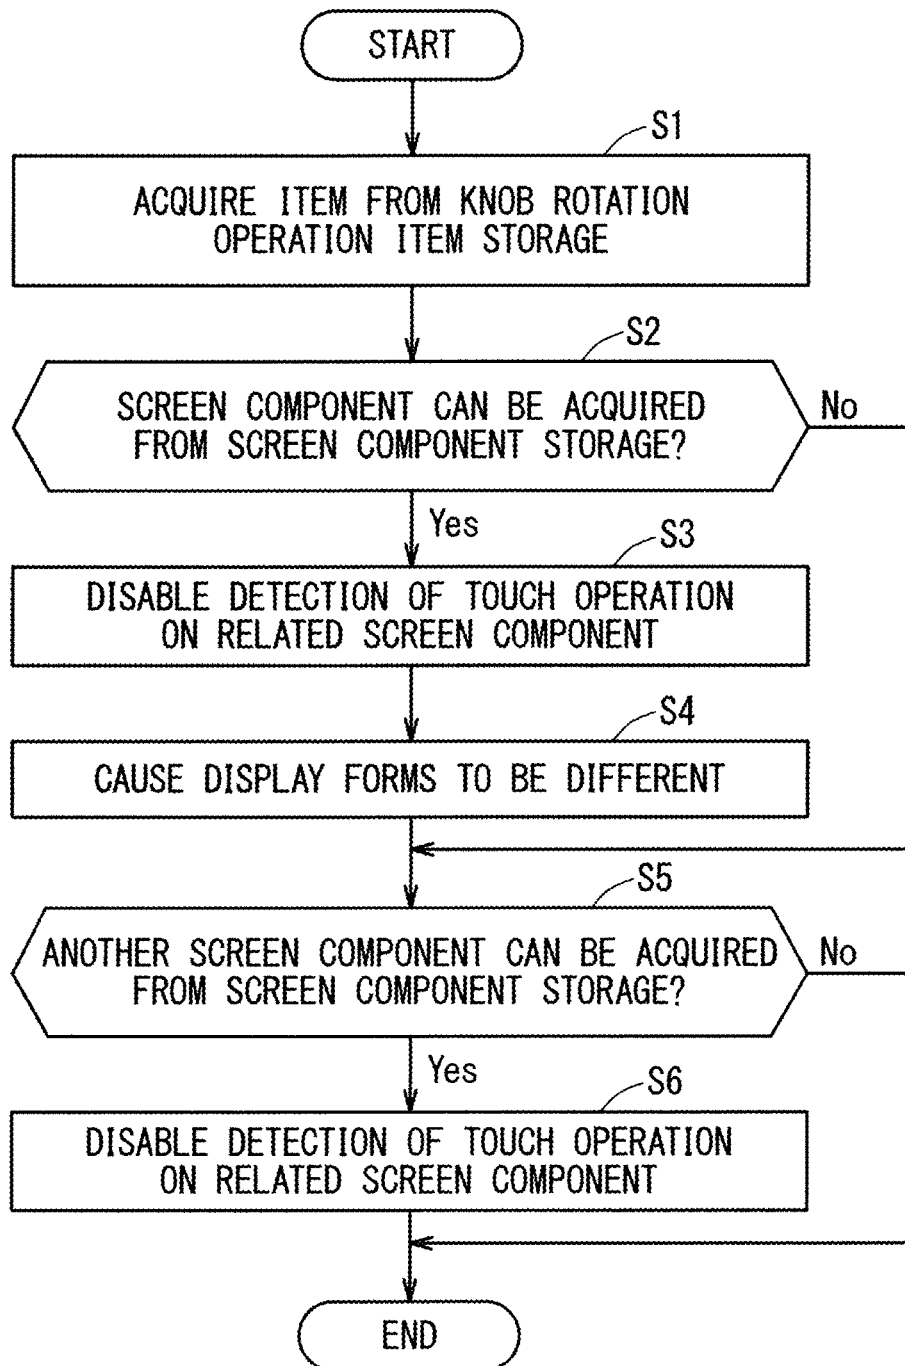 START
S1
ACQUIRE ITEM FROM KNOB ROTATION
OPERATION ITEM STORAGE
S2
SCREEN COMPONENT CAN BE ACQUIRED
FROM SCREEN COMPONENT STORAGE?
No
Yes
S3
DISABLE DETECTION OF TOUCH OPERATION
ON RELATED SCREEN COMPONENT
S4
CAUSE DISPLAY FORMS TO BE DIFFERENT
S5
ANOTHER SCREEN COMPONENT CAN BE ACQUIRED
FROM SCREEN COMPONENT STORAGE?
No
Yes
S6
DISABLE DETECTION OF TOUCH OPERATION
ON RELATED SCREEN COMPONENT
END